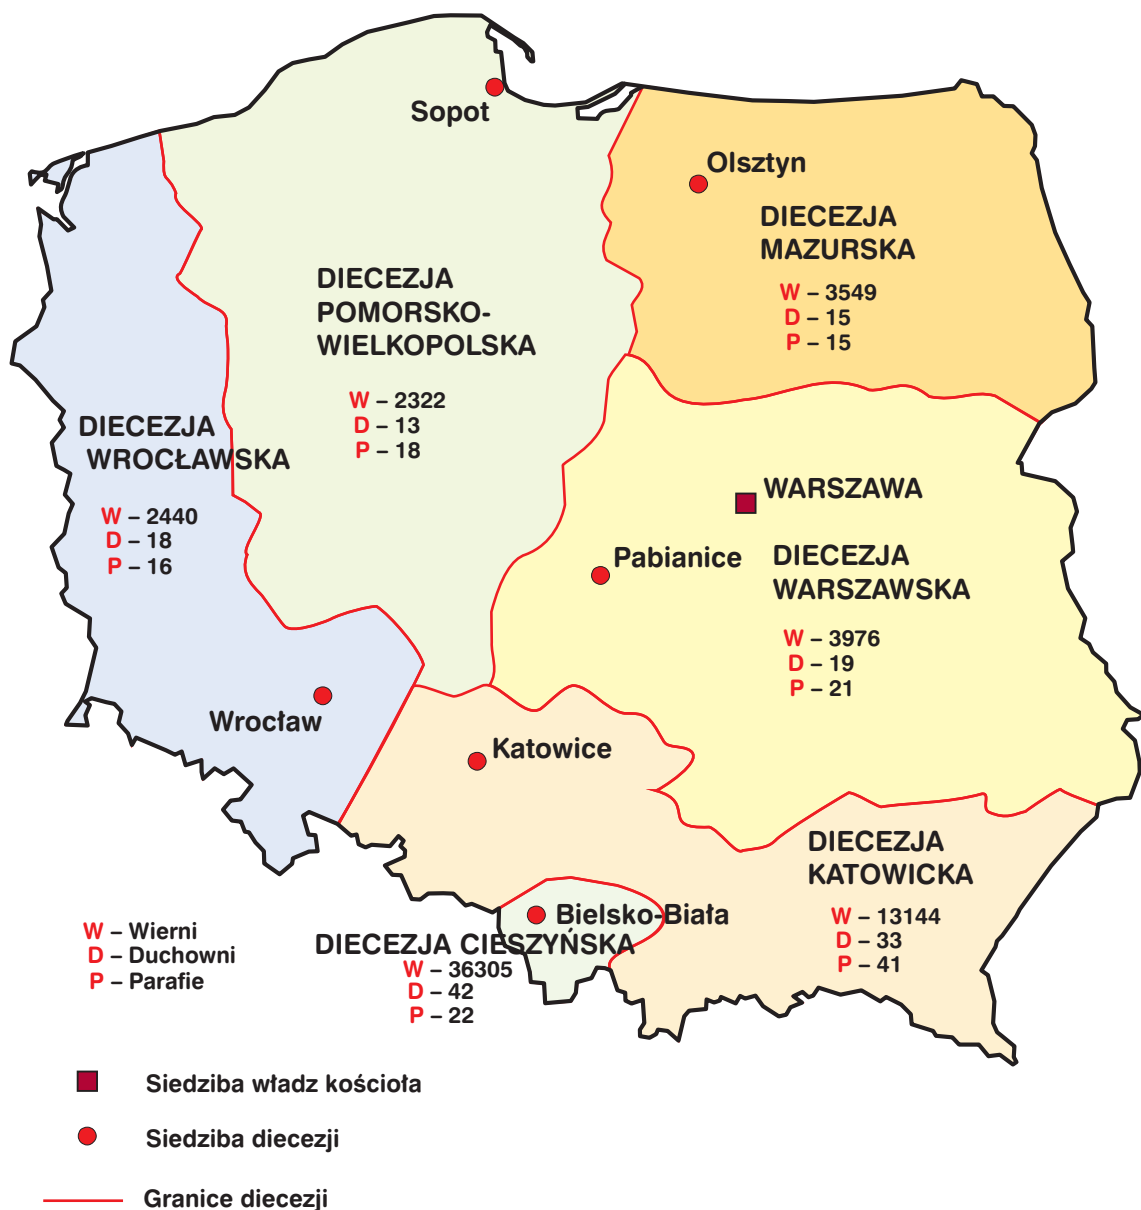 Sopot
Olsztyn
DIECEZJA
MAZURSKA
W – 3549
D – 15
P – 15
DIECEZJA
POMORSKO-
WIELKOPOLSKA
W – 2322
D – 13
P – 18
DIECEZJA
WROCŁAWSKA
W – 2440
D – 18
P – 16
WARSZAWA
Pabianice
DIECEZJA
WARSZAWSKA
W – 3976
D – 19
P – 21
Wrocław
Katowice
DIECEZJA
KATOWICKA
W – 13144
D – 33
P – 41
Bielsko-Biała
DIECEZJA CIESZYŃSKA
W – 36305
D – 42
P – 22
W – Wierni
D – Duchowni
P – Parafie
Siedziba władz kościoła
Siedziba diecezji
Granice diecezji